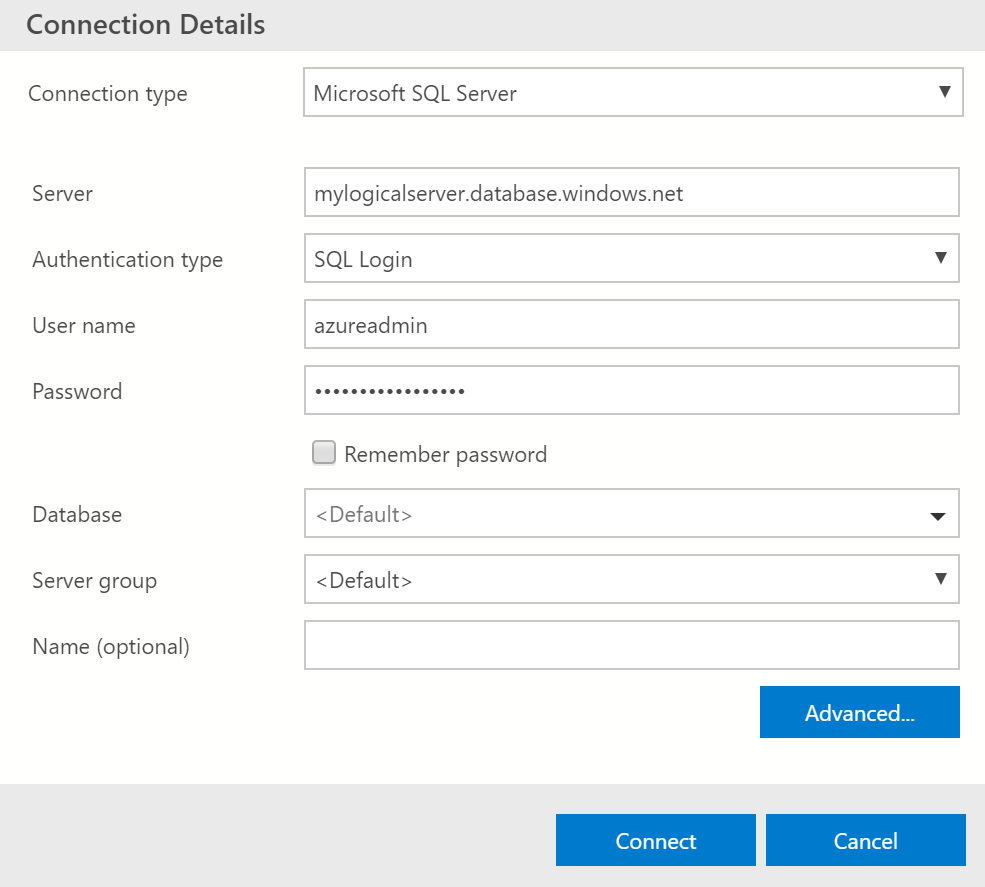 Connection Details
Connection type Microsoft SQL Server
Server mylogicalserver.database.windows.net
Authentication type SQL Login
User name azureadmin
Password •••••••••••••••••
Remember password
Database <Default>
Server group <Default>
Name (optional)
Advanced...
Connect Cancel